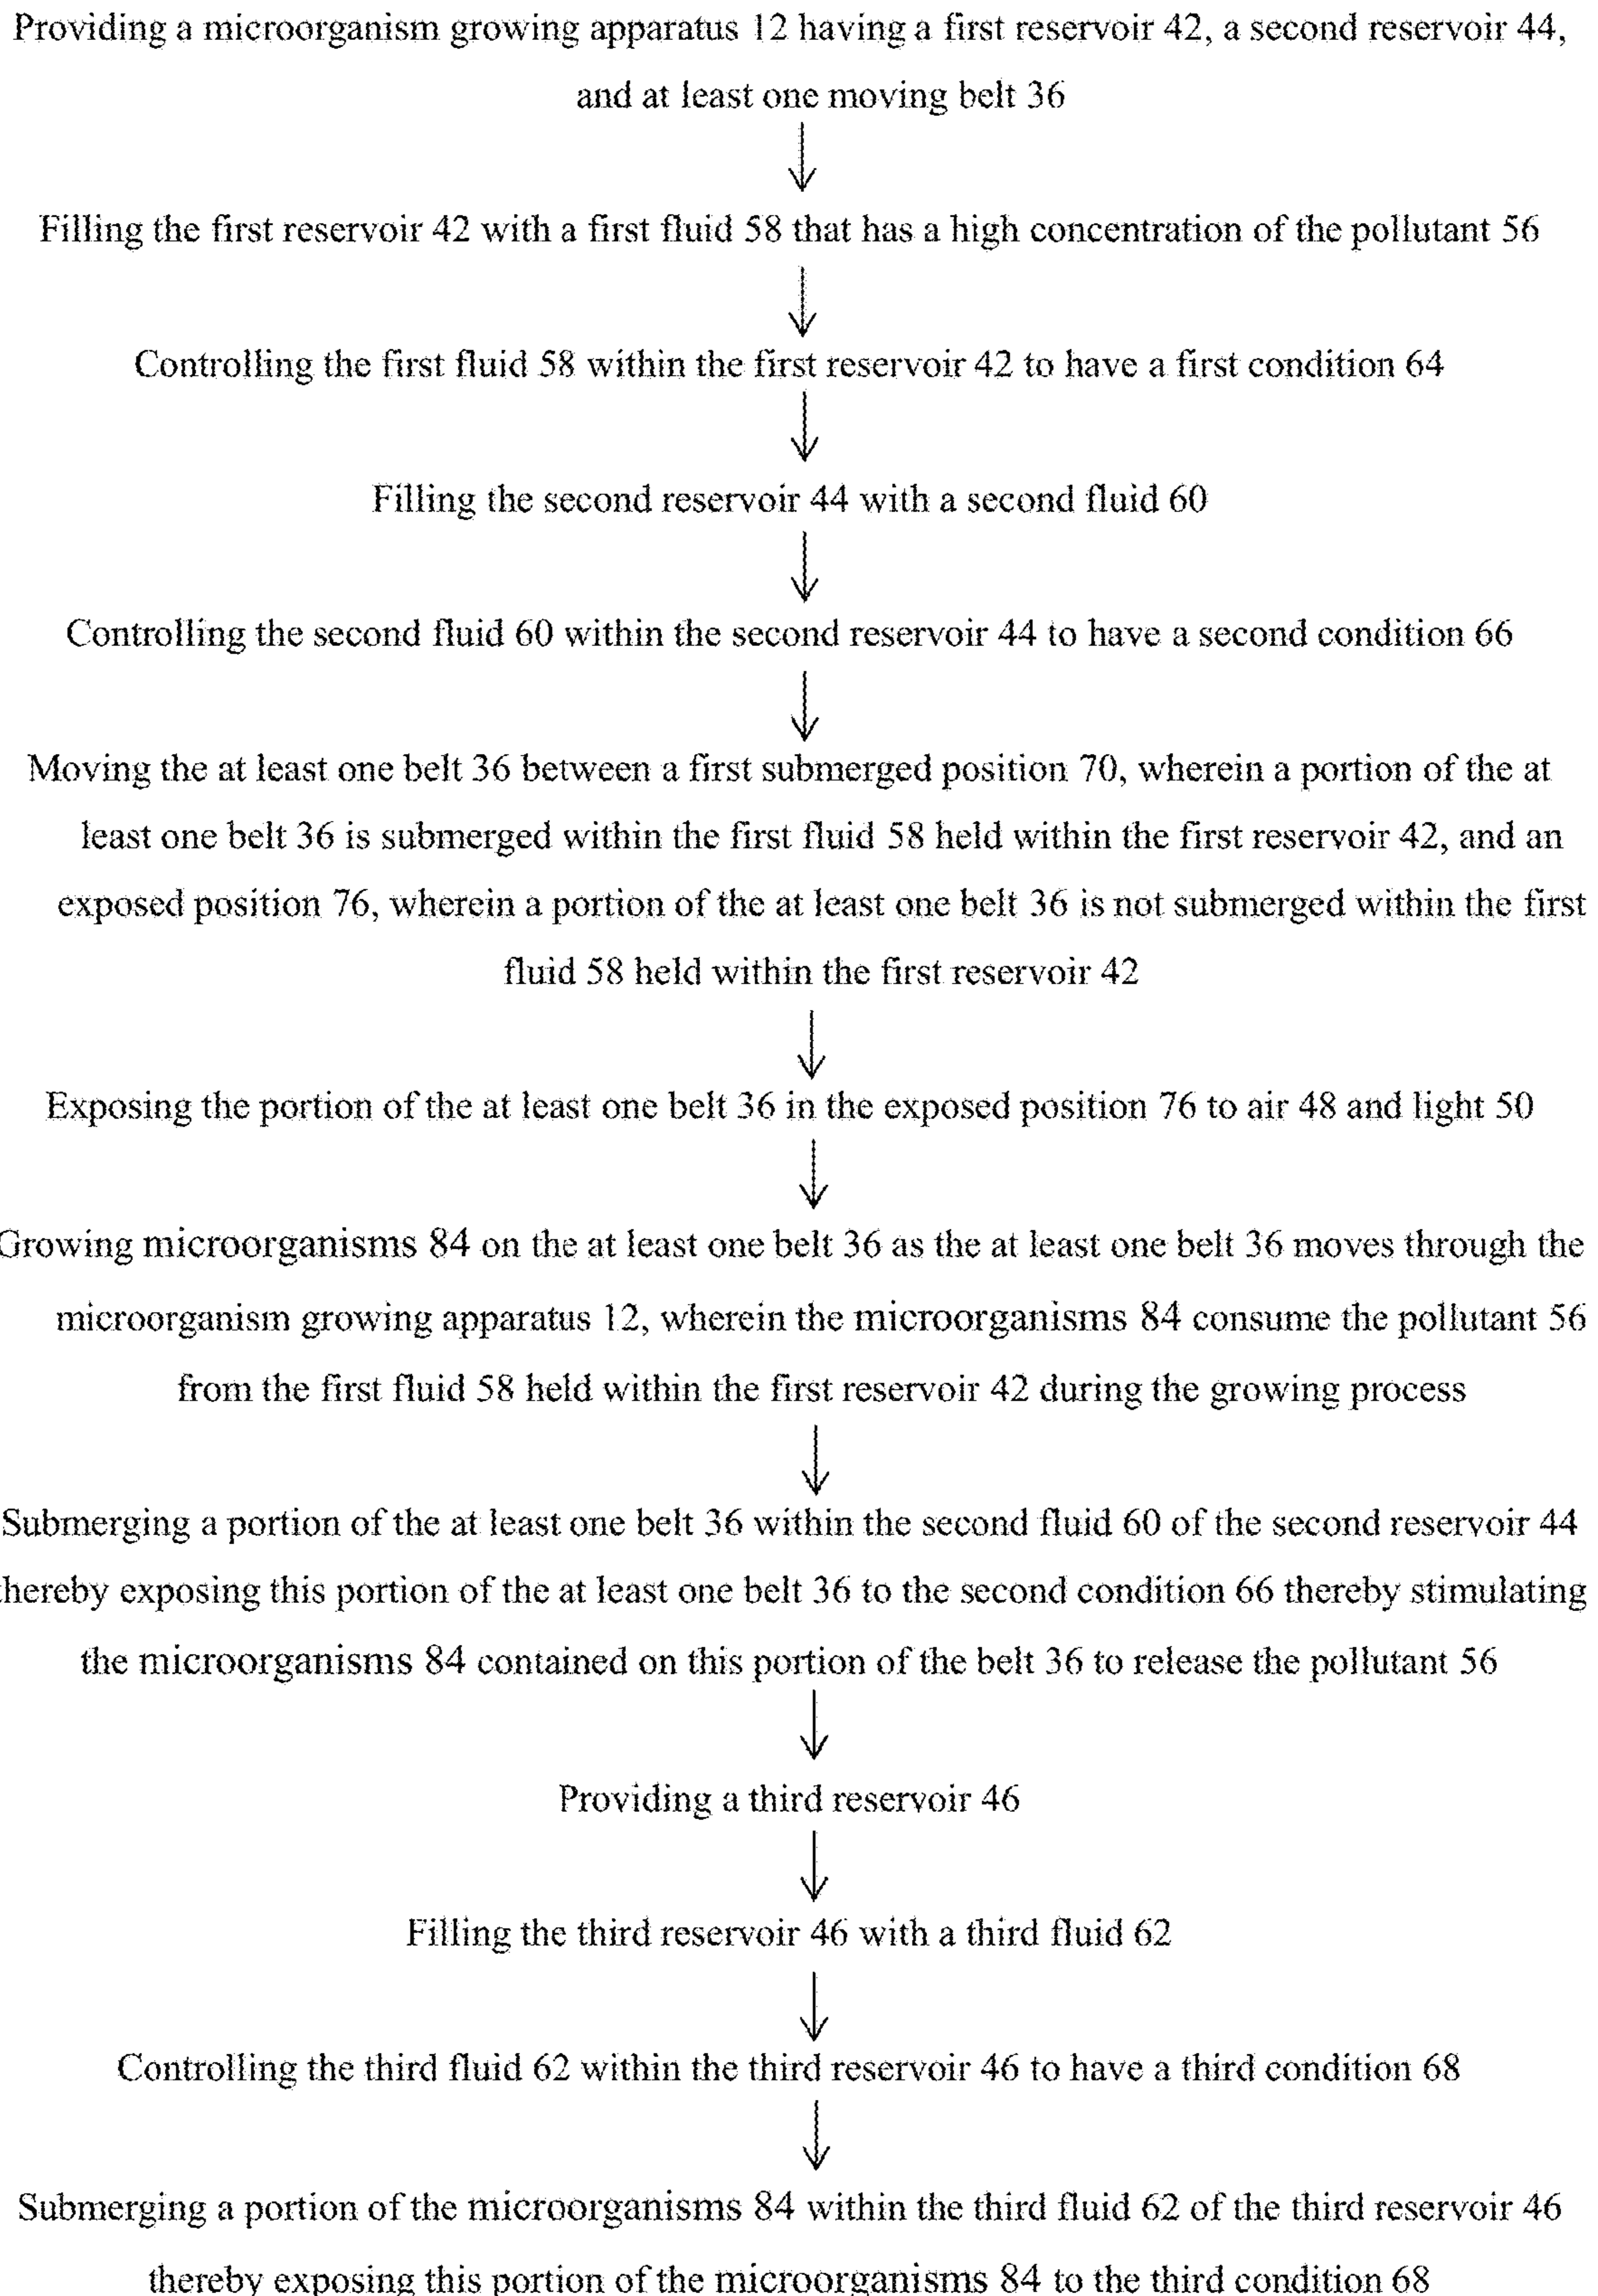 Providing a microorganism growing apparatus 12 having a first reservoir 42, a second reservoir 44,
and at least one moving belt 36
Filling the first reservoir 42 with a first fluid 58 that has a high concentration of the pollutant 56
Controlling the first fluid 58 within the first reservoir 42 to have a first condition 64
Filling the second reservoir 44 with a second fluid 60
Controlling the second fluid 60 within the second reservoir 44 to have a second condition 66
Moving the at least one belt 36 between a first submerged position 70, wherein a portion of the at
least one belt 36 is submerged within the first fluid 58 held within the first reservoir 42, and an
exposed position 76, wherein a portion of the at least one belt 36 is not submerged within the first
fluid 58 held within the first reservoir 42
Exposing the portion of the at least one belt 36 in the exposed position 76 to air 48 and light 50
Growing microorganisms 84 on the at least one belt 36 as the at least one belt 36 moves through the
microorganism growing apparatus 12, wherein the microorganisms 84 consume the pollutant 56
from the first fluid 58 held within the first reservoir 42 during the growing process
Submerging a portion of the at least one belt 36 within the second fluid 60 of the second reservoir 44
thereby exposing this portion of the at least one belt 36 to the second condition 66 thereby stimulating
the microorganisms 84 contained on this portion of the belt 36 to release the pollutant 56
Providing a third reservoir 46
Filling the third reservoir 46 with a third fluid 62
Controlling the third fluid 62 within the third reservoir 46 to have a third condition 68
Submerging a portion of the microorganisms 84 within the third fluid 62 of the third reservoir 46
thereby exposing this portion of the microorganisms 84 to the third condition 68